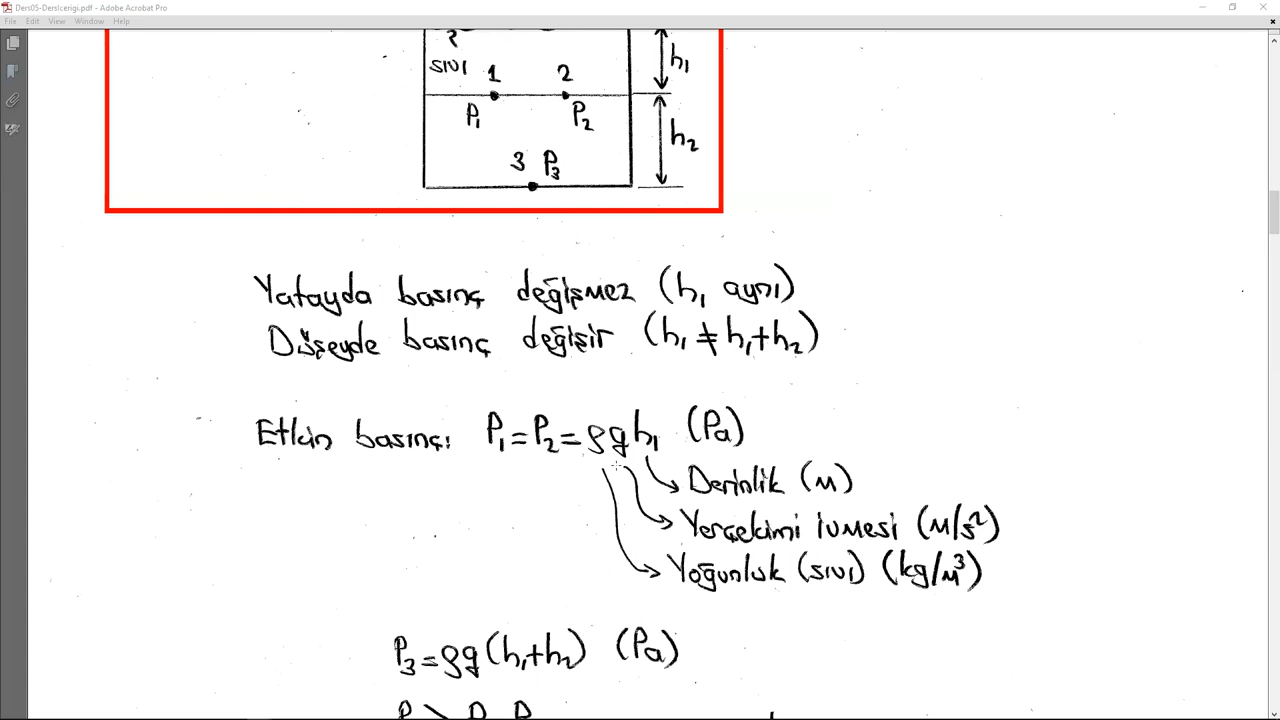 Ders05-DersIcerigi.pdf - Adobe Acrobat Pro
File Edit View Window Help
sıvı 1 2 h₁
P₁ P₂
h₂
3 P₃
Yatayda basınç değişmez (h₁ aynı)
Düşeyde basınç değişir (h₁ ≠ h₁+h₂)
Etkin basınç: P₁ = P₂ = ρgh₁ (Pa)
Derinlik (m)
Yerçekimi ivmesi (m/s²)
Yoğunluk (sıvı) (kg/m³)
P₃ = ρg(h₁+h₂) (Pa)